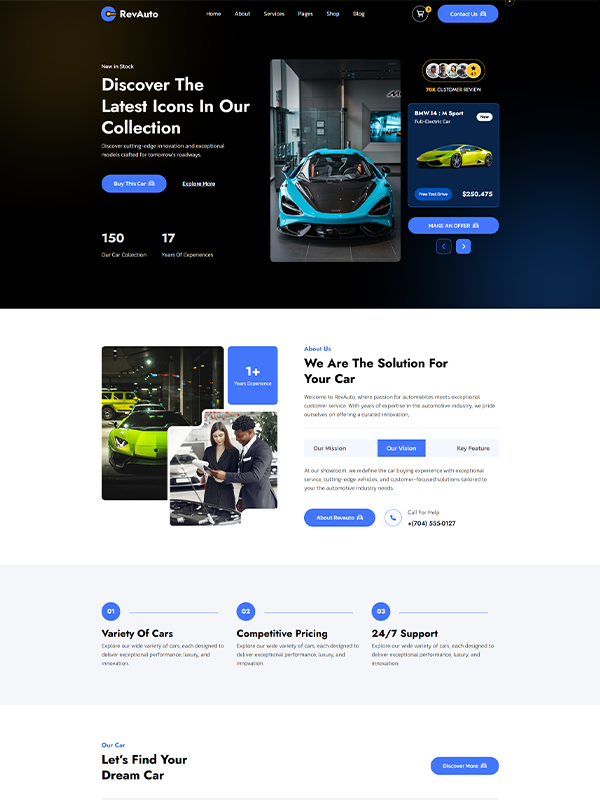 RevAuto
Home About Services Pages Shop Blog
Contact Us
New in Stock
Discover The
Latest Icons In Our
Collection
Discover cutting-edge innovation and exceptional
models crafted for tomorrow's roadways.
Buy This Car
Explore More
150
Our Car Collection
17
Years Of Experiences
70K CUSTOMER REVIEW
BMW I4 : M Sport
Full-Electric Car
New
Free Test Drive
$250.475
MAKE AN OFFER
1+
Years Experience
About Us
We Are The Solution For
Your Car
Welcome to RevAuto, where passion for automobiles meets exceptional
customer service. With years of expertise in the automotive industry, we pride
ourselves on offering a curated innovation,
Our Mission
Our Vision
Key Feature
At our showroom, we redefine the car buying experience with exceptional
service, cutting-edge vehicles, and customer-focused solutions tailored to
your the automotive industry needs.
About Revauto
Call For Help
+(704) 555-0127
01
Variety Of Cars
Explore our wide variety of cars, each designed to
deliver exceptional performance, luxury, and
innovation.
02
Competitive Pricing
Explore our wide variety of cars, each designed to
deliver exceptional performance, luxury, and
innovation.
03
24/7 Support
Explore our wide variety of cars, each designed to
deliver exceptional performance, luxury, and
innovation.
Our Car
Let's Find Your
Dream Car
Discover More